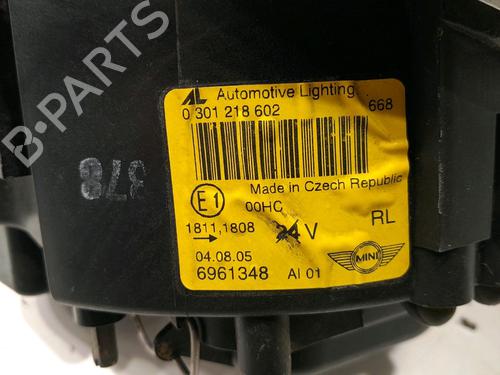 B-PARTS
AL Automotive Lighting
0 301 218 602 668
Made in Czech Republic
E1 00HC
1811,1808 24 V RL
04.08.05
6961348 AI 01
MINI
378